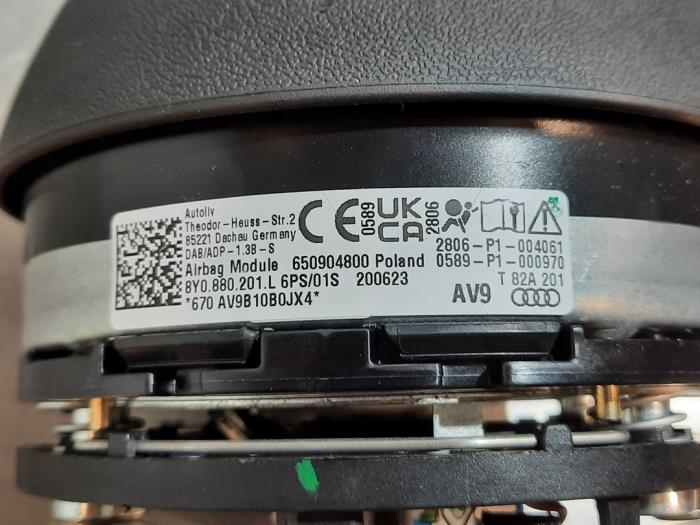 Autoliv
Theodor-Heuss-Str.2
85221 Dachau Germany
DAB/ADP-1.3B-S
CE 0589 UK CA 2806
2806-P1-004061
Airbag Module 650904800 Poland 0589-P1-000970
8Y0.880.201.L 6PS/01S 200623
T 82A 201
*670 AV9B10B0JX4*
AV9